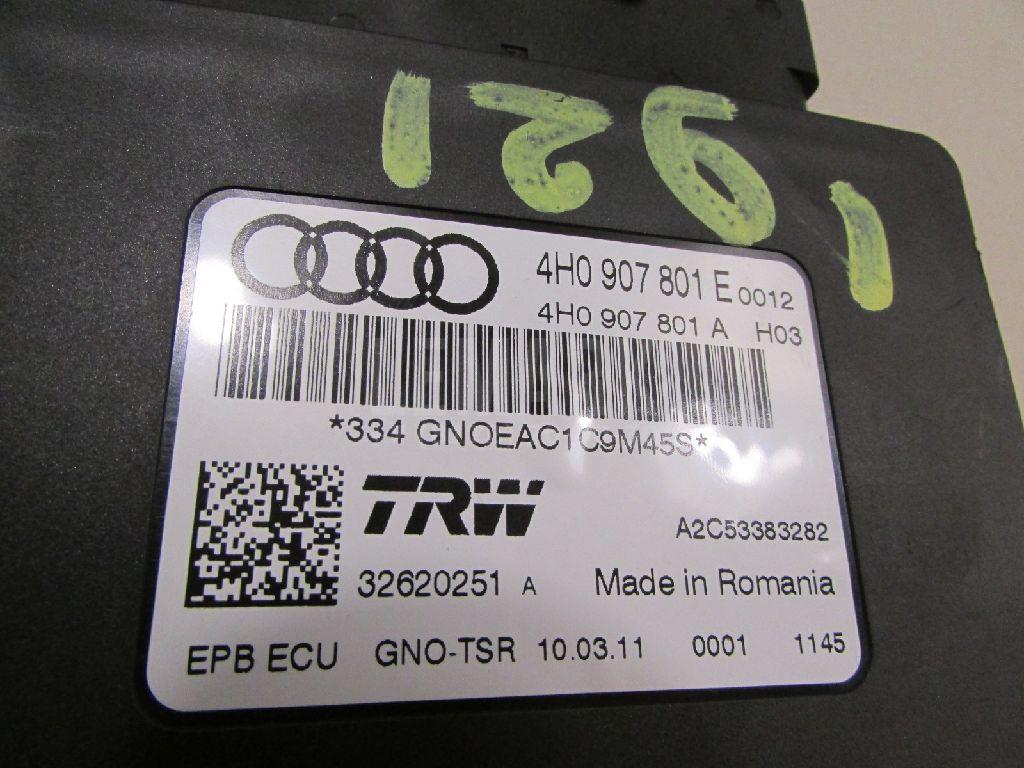 1921
4H0 907 801 E 0012
4H0 907 801 A H03
*334 GNOEAC1C9M45S*
TRW
A2C53383282
32620251 A Made in Romania
EPB ECU GNO-TSR 10.03.11 0001 1145